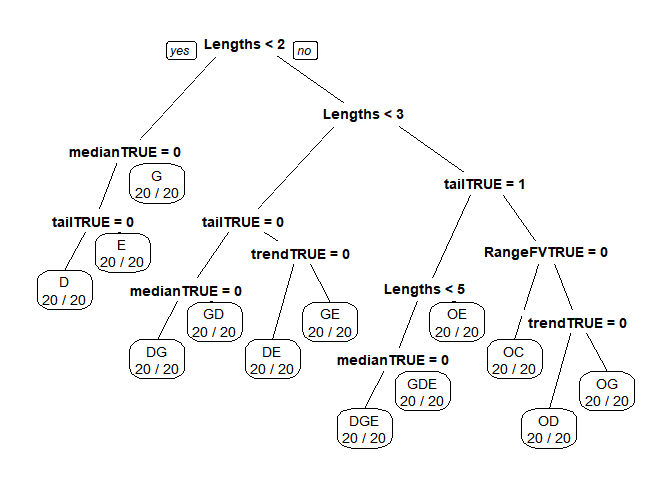 yes Lengths < 2 no
Lengths < 3
medianTRUE = 0
G
20 / 20
tailTRUE = 1
tailTRUE = 0
E
20 / 20
tailTRUE = 0
trendTRUE = 0
RangeFVTRUE = 0
D
20 / 20
medianTRUE = 0
GD
20 / 20
GE
20 / 20
Lengths < 5
OE
20 / 20
trendTRUE = 0
DG
20 / 20
DE
20 / 20
medianTRUE = 0
GDE
20 / 20
OC
20 / 20
OG
20 / 20
DGE
20 / 20
OD
20 / 20